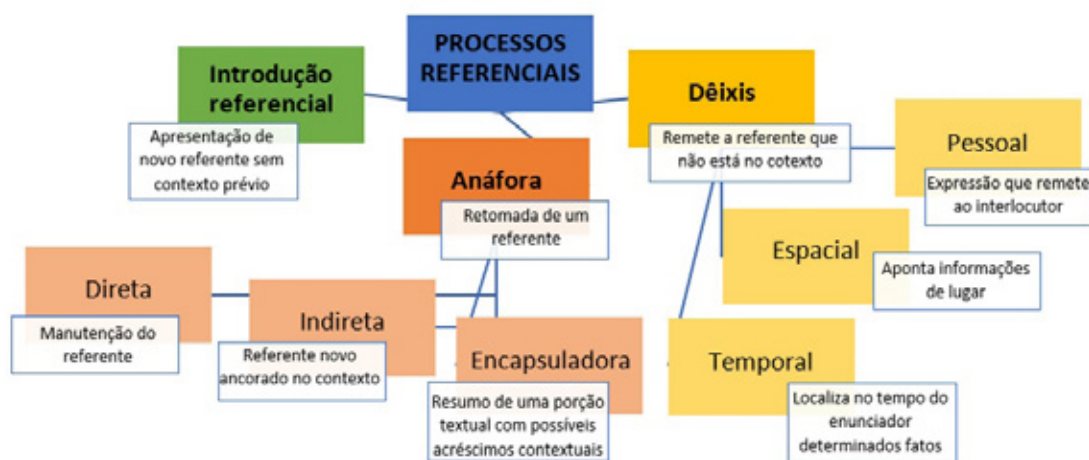 PROCESSOS
REFERENCIAIS
Introdução
referencial
Apresentação de
novo referente sem
contexto prévio
Anáfora
Retomada de um
referente
Direta
Manutenção do
referente
Indireta
Referente novo
ancorado no contexto
Encapsuladora
Resumo de uma porção
textual com possíveis
acréscimos contextuais
Dêixis
Remete a referente que
não está no cotexto
Pessoal
Expressão que remete
ao interlocutor
Espacial
Aponta informações
de lugar
Temporal
Localiza no tempo do
enunciador
determinados fatos